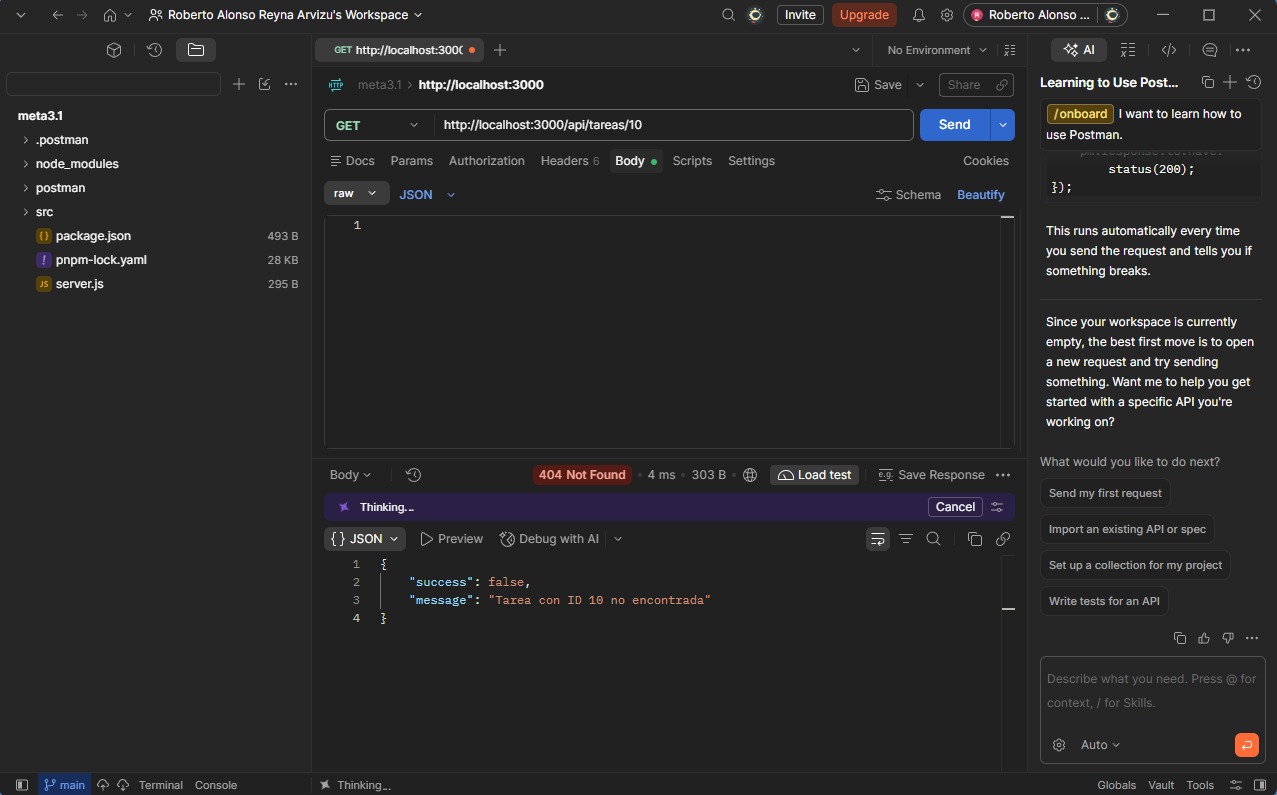 Roberto Alonso Reyna Arvizu's Workspace
Invite
Upgrade
Roberto Alonso ...
GET http://localhost:3000
No Environment
AI
meta3.1
.postman
node_modules
postman
src
package.json 493 B
pnpm-lock.yaml 28 KB
JS server.js 295 B
HTTP meta3.1 > http://localhost:3000
Save
Share
GET http://localhost:3000/api/tareas/10
Send
Docs Params Authorization Headers 6 Body Scripts Settings Cookies
raw JSON Schema Beautify
1
Body 404 Not Found 4 ms 303 B Load test e.g. Save Response
Thinking... Cancel
{} JSON Preview Debug with AI
1 {
2 "success": false,
3 "message": "Tarea con ID 10 no encontrada"
4 }
Learning to Use Post...
/onboard I want to learn how to
use Postman.
pm.response.to.have.
status(200);
});
This runs automatically every time
you send the request and tells you if
something breaks.
Since your workspace is currently
empty, the best first move is to open
a new request and try sending
something. Want me to help you get
started with a specific API you're
working on?
What would you like to do next?
Send my first request
Import an existing API or spec
Set up a collection for my project
Write tests for an API
Describe what you need. Press @ for
context, / for Skills.
Auto
main Terminal Console Thinking... Globals Vault Tools